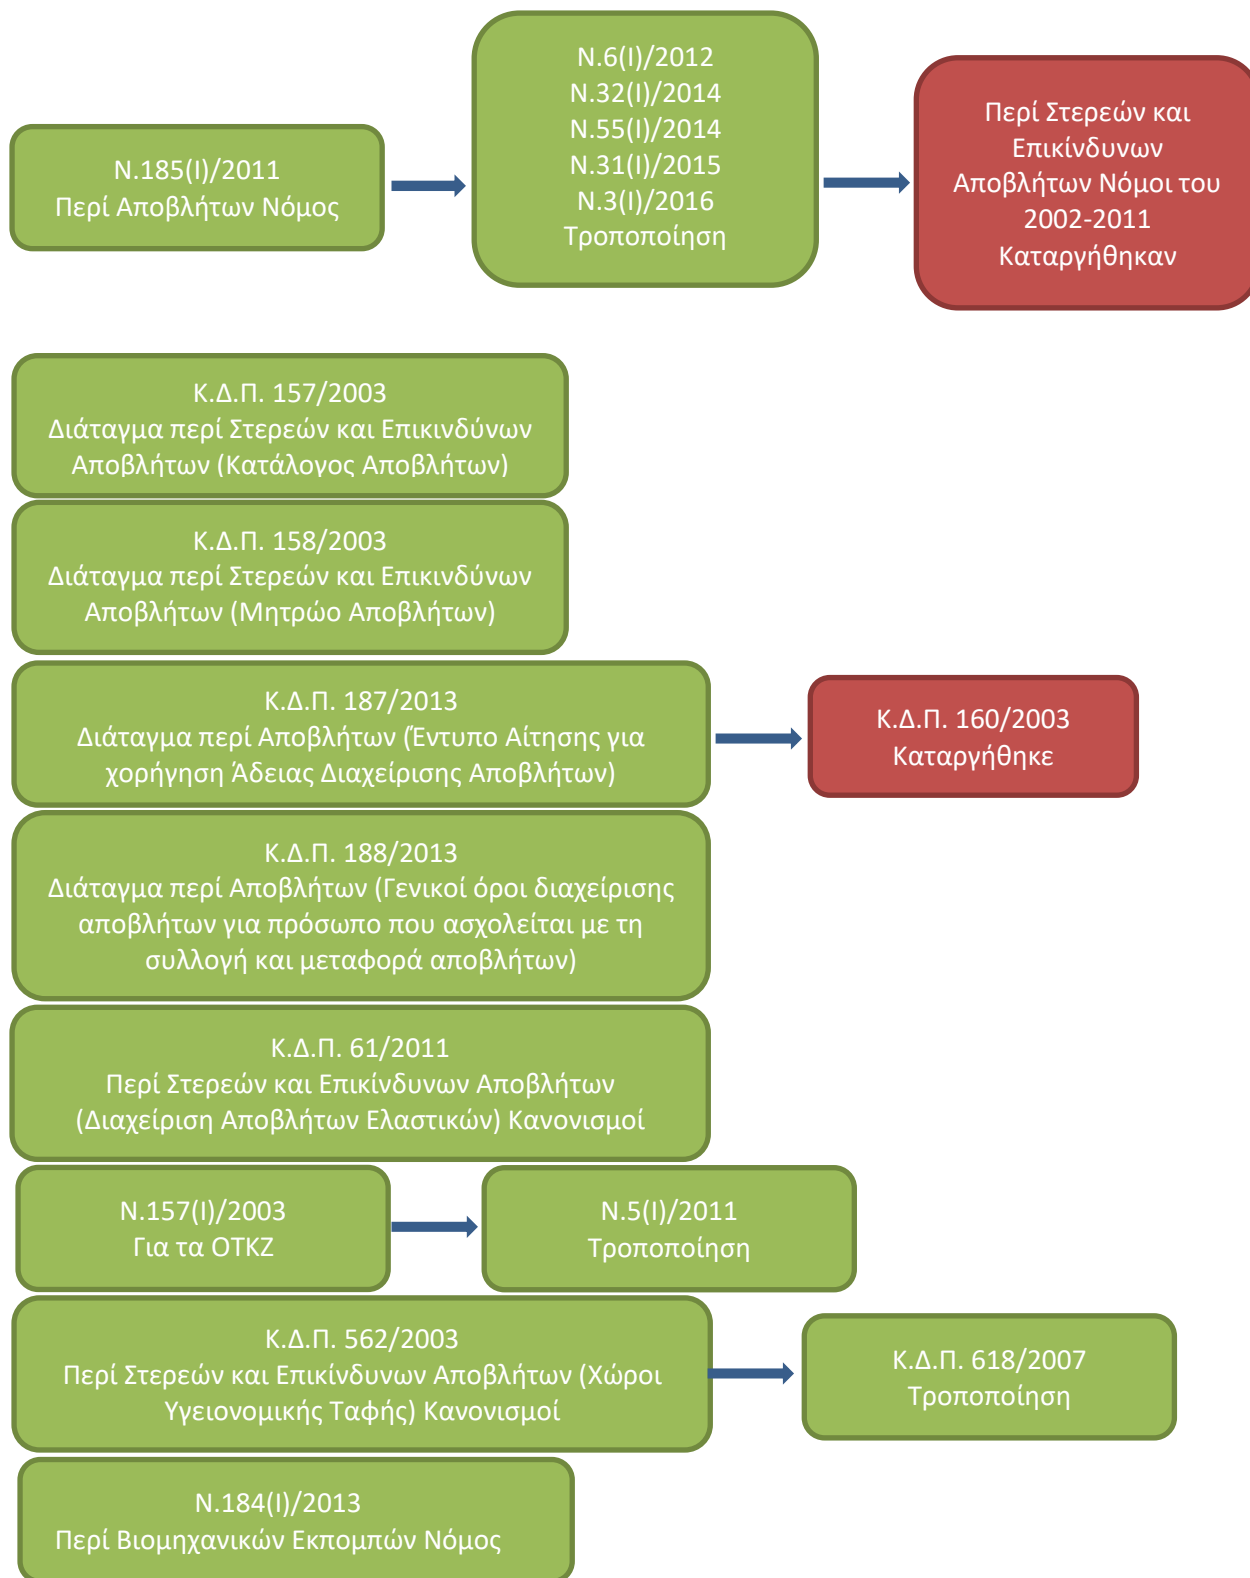 Ν.185(Ι)/2011
Περί Αποβλήτων Νόμος
Ν.6(Ι)/2012
Ν.32(Ι)/2014
Ν.55(Ι)/2014
Ν.31(Ι)/2015
Ν.3(Ι)/2016
Τροποποίηση
Περί Στερεών και
Επικίνδυνων
Αποβλήτων Νόμοι του
2002-2011
Καταργήθηκαν
Κ.Δ.Π. 157/2003
Διάταγμα περί Στερεών και Επικινδύνων
Αποβλήτων (Κατάλογος Αποβλήτων)
Κ.Δ.Π. 158/2003
Διάταγμα περί Στερεών και Επικινδύνων
Αποβλήτων (Μητρώο Αποβλήτων)
Κ.Δ.Π. 187/2013
Διάταγμα περί Αποβλήτων (Έντυπο Αίτησης για
χορήγηση Άδειας Διαχείρισης Αποβλήτων)
Κ.Δ.Π. 160/2003
Καταργήθηκε
Κ.Δ.Π. 188/2013
Διάταγμα περί Αποβλήτων (Γενικοί όροι διαχείρισης
αποβλήτων για πρόσωπο που ασχολείται με τη
συλλογή και μεταφορά αποβλήτων)
Κ.Δ.Π. 61/2011
Περί Στερεών και Επικίνδυνων Αποβλήτων
(Διαχείριση Αποβλήτων Ελαστικών) Κανονισμοί
Ν.157(Ι)/2003
Για τα ΟΤΚΖ
Ν.5(Ι)/2011
Τροποποίηση
Κ.Δ.Π. 562/2003
Περί Στερεών και Επικίνδυνων Αποβλήτων (Χώροι
Υγειονομικής Ταφής) Κανονισμοί
Κ.Δ.Π. 618/2007
Τροποποίηση
Ν.184(Ι)/2013
Περί Βιομηχανικών Εκπομπών Νόμος